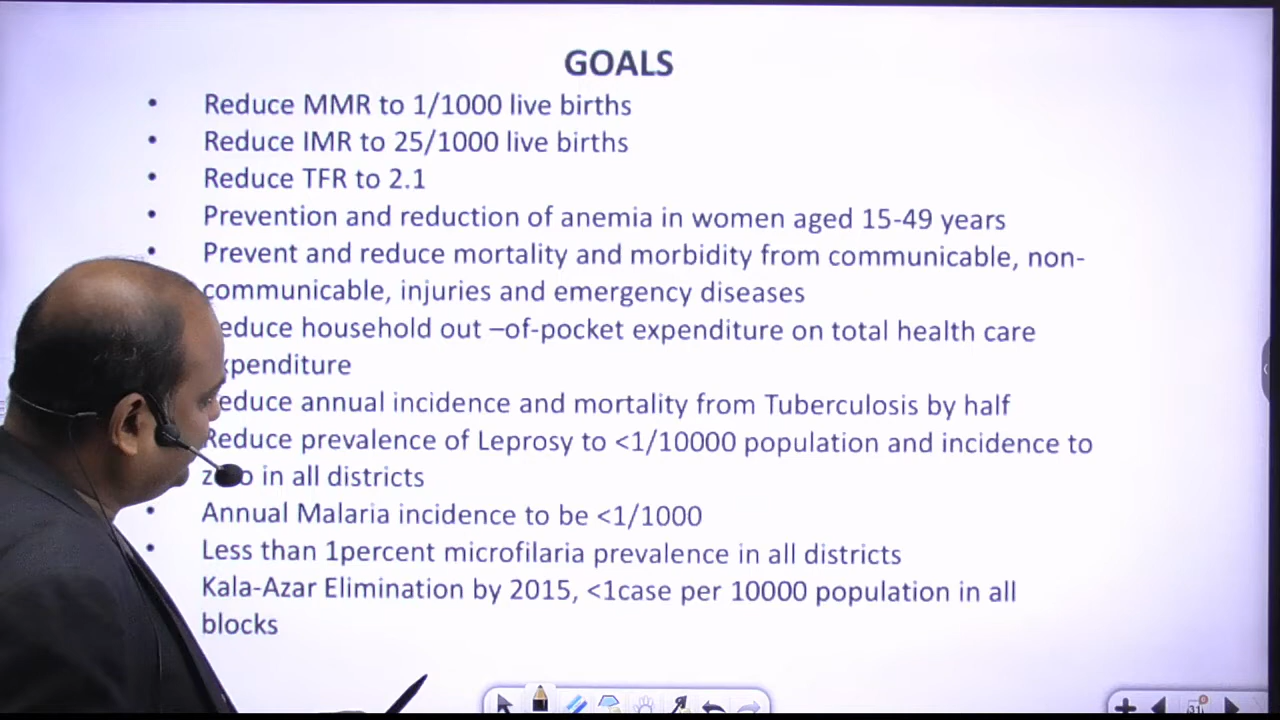 GOALS
• Reduce MMR to 1/1000 live births
• Reduce IMR to 25/1000 live births
• Reduce TFR to 2.1
• Prevention and reduction of anemia in women aged 15-49 years
• Prevent and reduce mortality and morbidity from communicable, non-
communicable, injuries and emergency diseases
educe household out –of-pocket expenditure on total health care
xpenditure
educe annual incidence and mortality from Tuberculosis by half
Reduce prevalence of Leprosy to <1/10000 population and incidence to
in all districts
• Annual Malaria incidence to be <1/1000
• Less than 1percent microfilaria prevalence in all districts
Kala-Azar Elimination by 2015, <1case per 10000 population in all
blocks